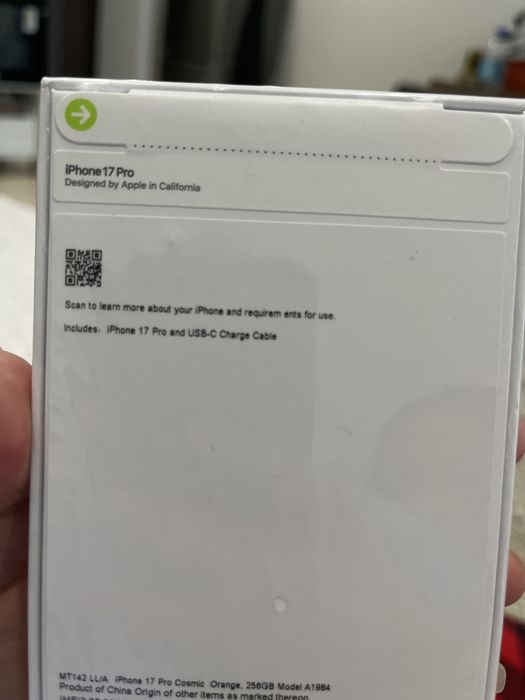 iPhone 17 Pro
Designed by Apple in California
Scan to learn more about your iPhone and requirem ents for use.
Includes: iPhone 17 Pro and USB-C Charge Cable
MT142 LL/A iPhone 17 Pro Cosmic Orange, 256GB Model A1984
Product of China Origin of other items as marked thereon